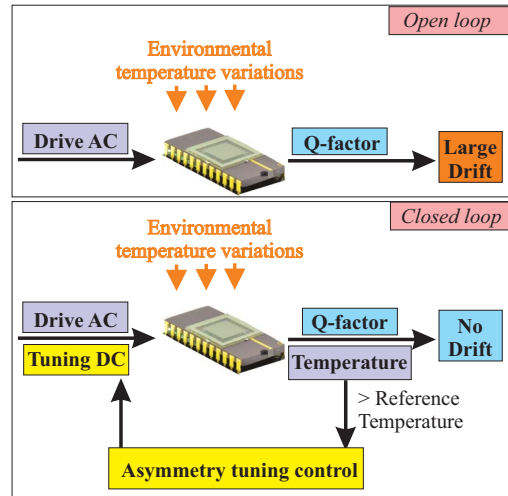 Open loop
Environmental
temperature variations
Drive AC
Q-factor
Large
Drift
Closed loop
Environmental
temperature variations
Drive AC
Q-factor
No
Drift
Tuning DC
Temperature
> Reference
Temperature
Asymmetry tuning control